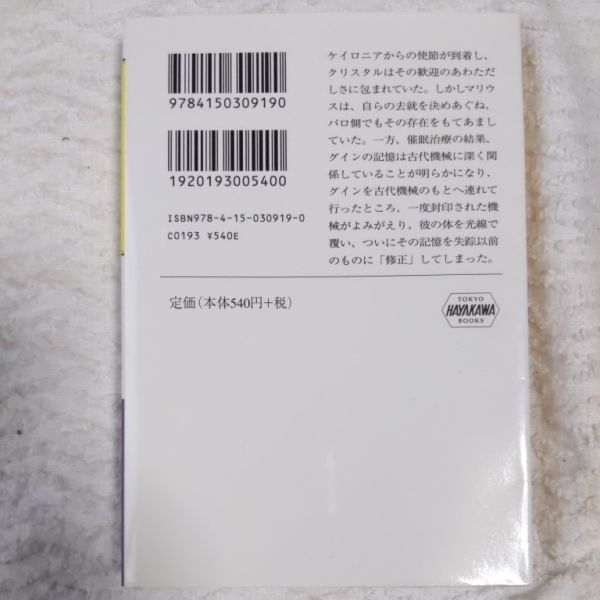 9784150309190
1920193005400
ISBN978-4-15-030919-0
C0193 ¥540E
ケイロニアからの使節が到着し、
クリスタルはその歓迎のあわただ
しさに包まれていた。しかしマリウ
スは、自らの去就を決めあぐね、
パロ側でもその存在をもてあまし
ていた。一方、催眠治療の結果、
グインの記憶は古代機械に深く関
係していることが明らかになり、
グインを古代機械のもとへ連れて
行ったところ、一度封印された機
械がよみがえり、彼の体を光線で
覆い、ついにその記憶を失踪以前
のものに「修正」してしまった。
定価(本体540円+税)
TOKYO
HAYAKAWA
BOOKS